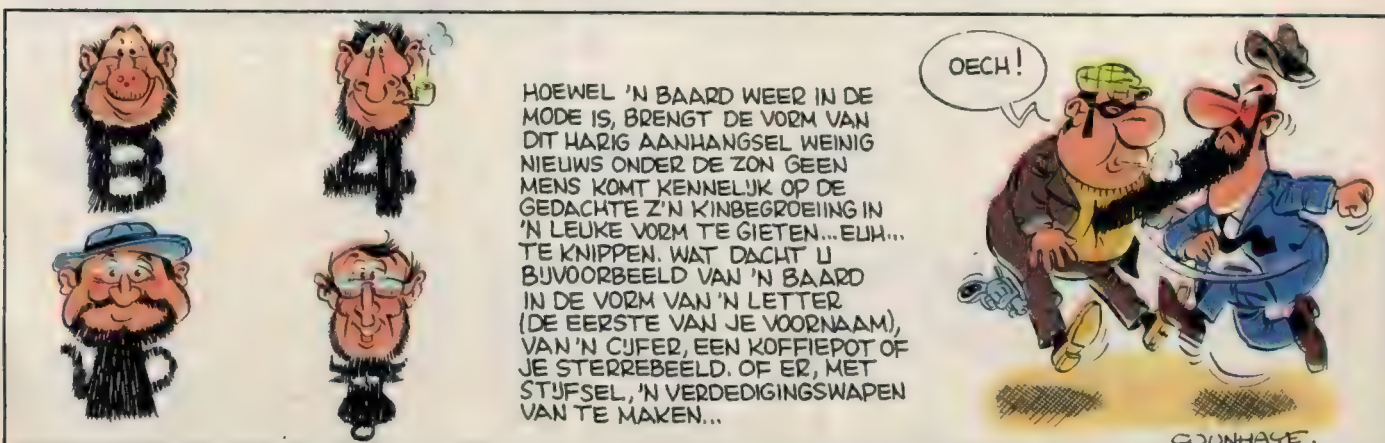 HOEWEL 'N BAARD WEER IN DE
MODE IS, BRENGT DE VORM VAN
DIT HARIG AANHANGSEL WEINIG
NIEUWS ONDER DE ZON GEEN
MENS KOMT KENNELIJK OP DE
GEDACHTE Z'N KINBEGROEIING IN
'N LEUKE VORM TE GIETEN...EUH...
TE KNIPPEN. WAT DACHT U
BIJVOORBEELD VAN 'N BAARD
IN DE VORM VAN 'N LETTER
(DE EERSTE VAN JE VOORNAAM),
VAN 'N CIJFER, EEN KOFFIEPOT OF
JE STERREBEELD. OF ER, MET
STIJFSEL, 'N VERDEDIGINGSWAPEN
VAN TE MAKEN...
OECH!
B
4